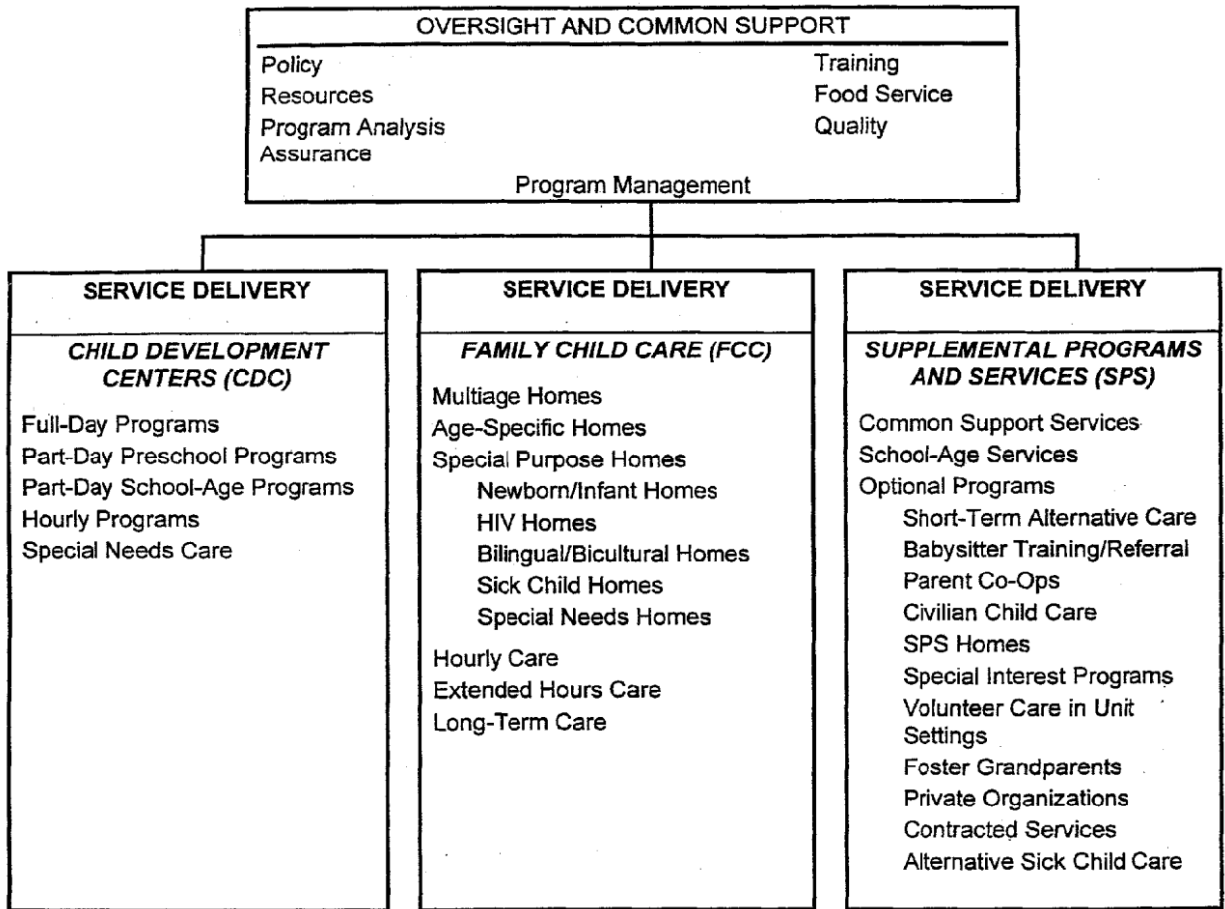 OVERSIGHT AND COMMON SUPPORT
Policy
Resources
Program Analysis
Assurance
Training
Food Service
Quality
Program Management
SERVICE DELIVERY
CHILD DEVELOPMENT
CENTERS (CDC)
Full-Day Programs
Part-Day Preschool Programs
Part-Day School-Age Programs
Hourly Programs
Special Needs Care
SERVICE DELIVERY
FAMILY CHILD CARE (FCC)
Multiage Homes
Age-Specific Homes
Special Purpose Homes
Newborn/Infant Homes
HIV Homes
Bilingual/Bicultural Homes
Sick Child Homes
Special Needs Homes
Hourly Care
Extended Hours Care
Long-Term Care
SERVICE DELIVERY
SUPPLEMENTAL PROGRAMS
AND SERVICES (SPS)
Common Support Services
School-Age Services
Optional Programs
Short-Term Alternative Care
Babysitter Training/Referral
Parent Co-Ops
Civilian Child Care
SPS Homes
Special Interest Programs
Volunteer Care in Unit
Settings
Foster Grandparents
Private Organizations
Contracted Services
Alternative Sick Child Care